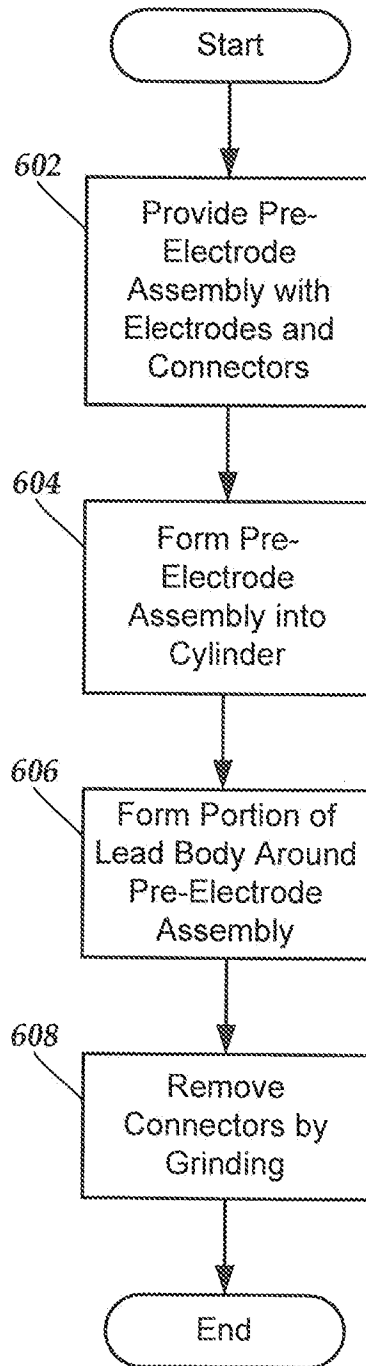 Start
602
Provide Pre-
Electrode
Assembly with
Electrodes and
Connectors
604
Form Pre-
Electrode
Assembly into
Cylinder
606
Form Portion of
Lead Body Around
Pre-Electrode
Assembly
608
Remove
Connectors by
Grinding
End